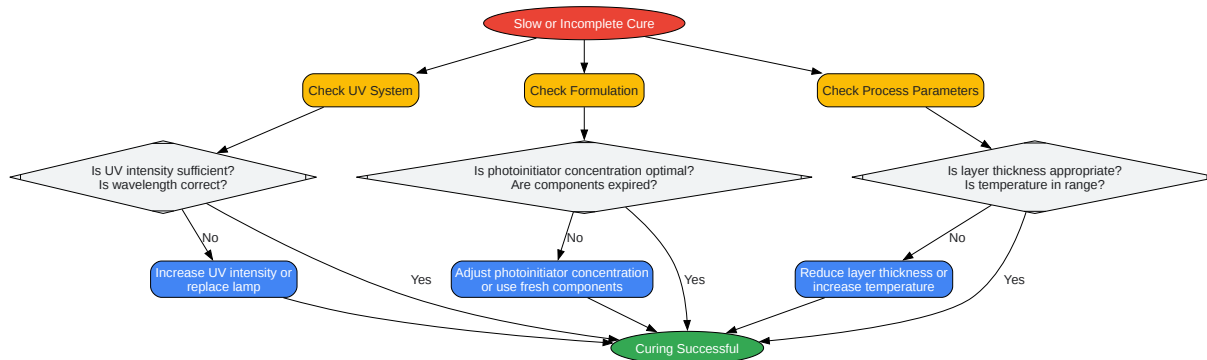 Slow or Incomplete Cure
Check UV System
Check Formulation
Check Process Parameters
Is UV intensity sufficient?
Is wavelength correct?
Is photoinitiator concentration optimal?
Are components expired?
Is layer thickness appropriate?
Is temperature in range?
No
No
No
Increase UV intensity or
replace lamp
Yes
Adjust photoinitiator concentration
or use fresh components
Yes
Reduce layer thickness or
increase temperature
Yes
Curing Successful